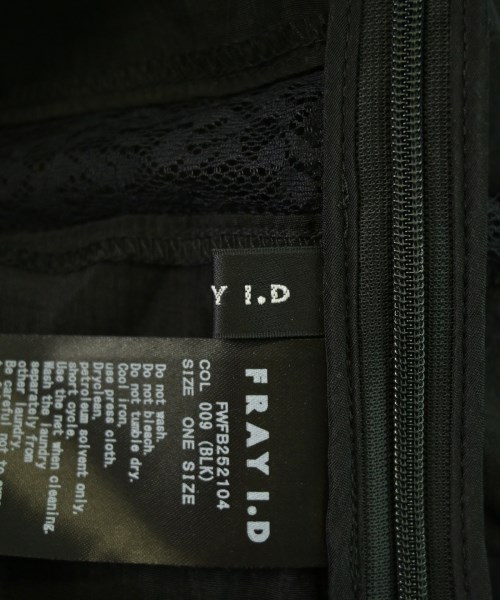 Y I.D
FRAY I.D
FWFB252104
COL 009 (BLK)
SIZE ONE SIZE
Do not wash.
Do not bleach.
Do not tumble dry.
Cool iron.
use press cloth.
Dryclean.
petrole solvent only.
short cycle.
Use the net when cleaning.
Wash the laundry
separately from
other laundry.
Be careful not to